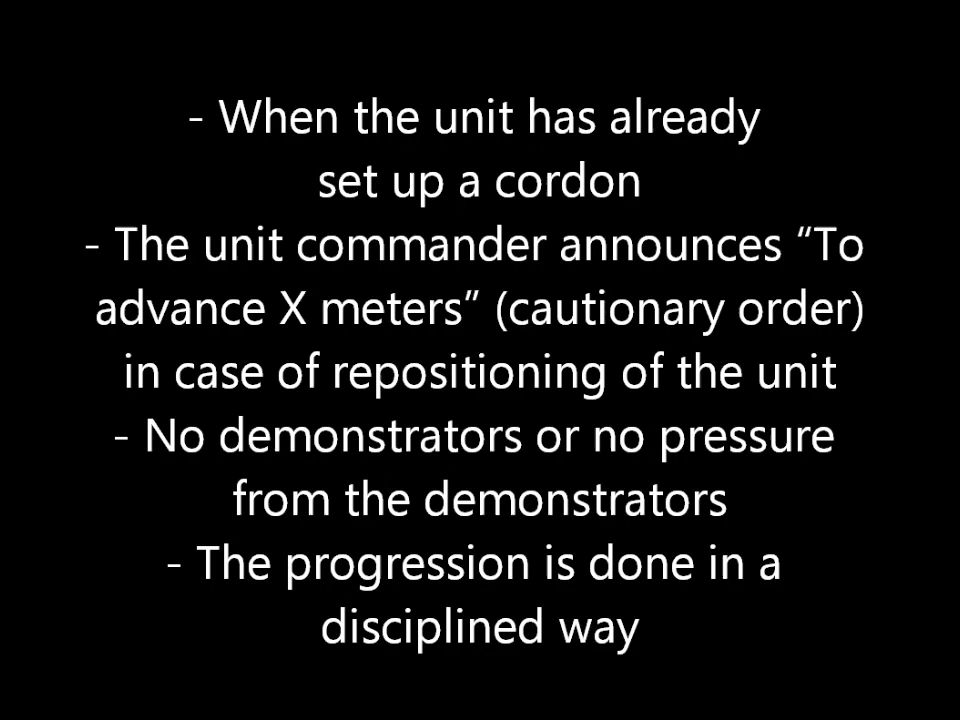 - When the unit has already
set up a cordon
- The unit commander announces “To
advance X meters” (cautionary order)
in case of repositioning of the unit
- No demonstrators or no pressure
from the demonstrators
- The progression is done in a
disciplined way